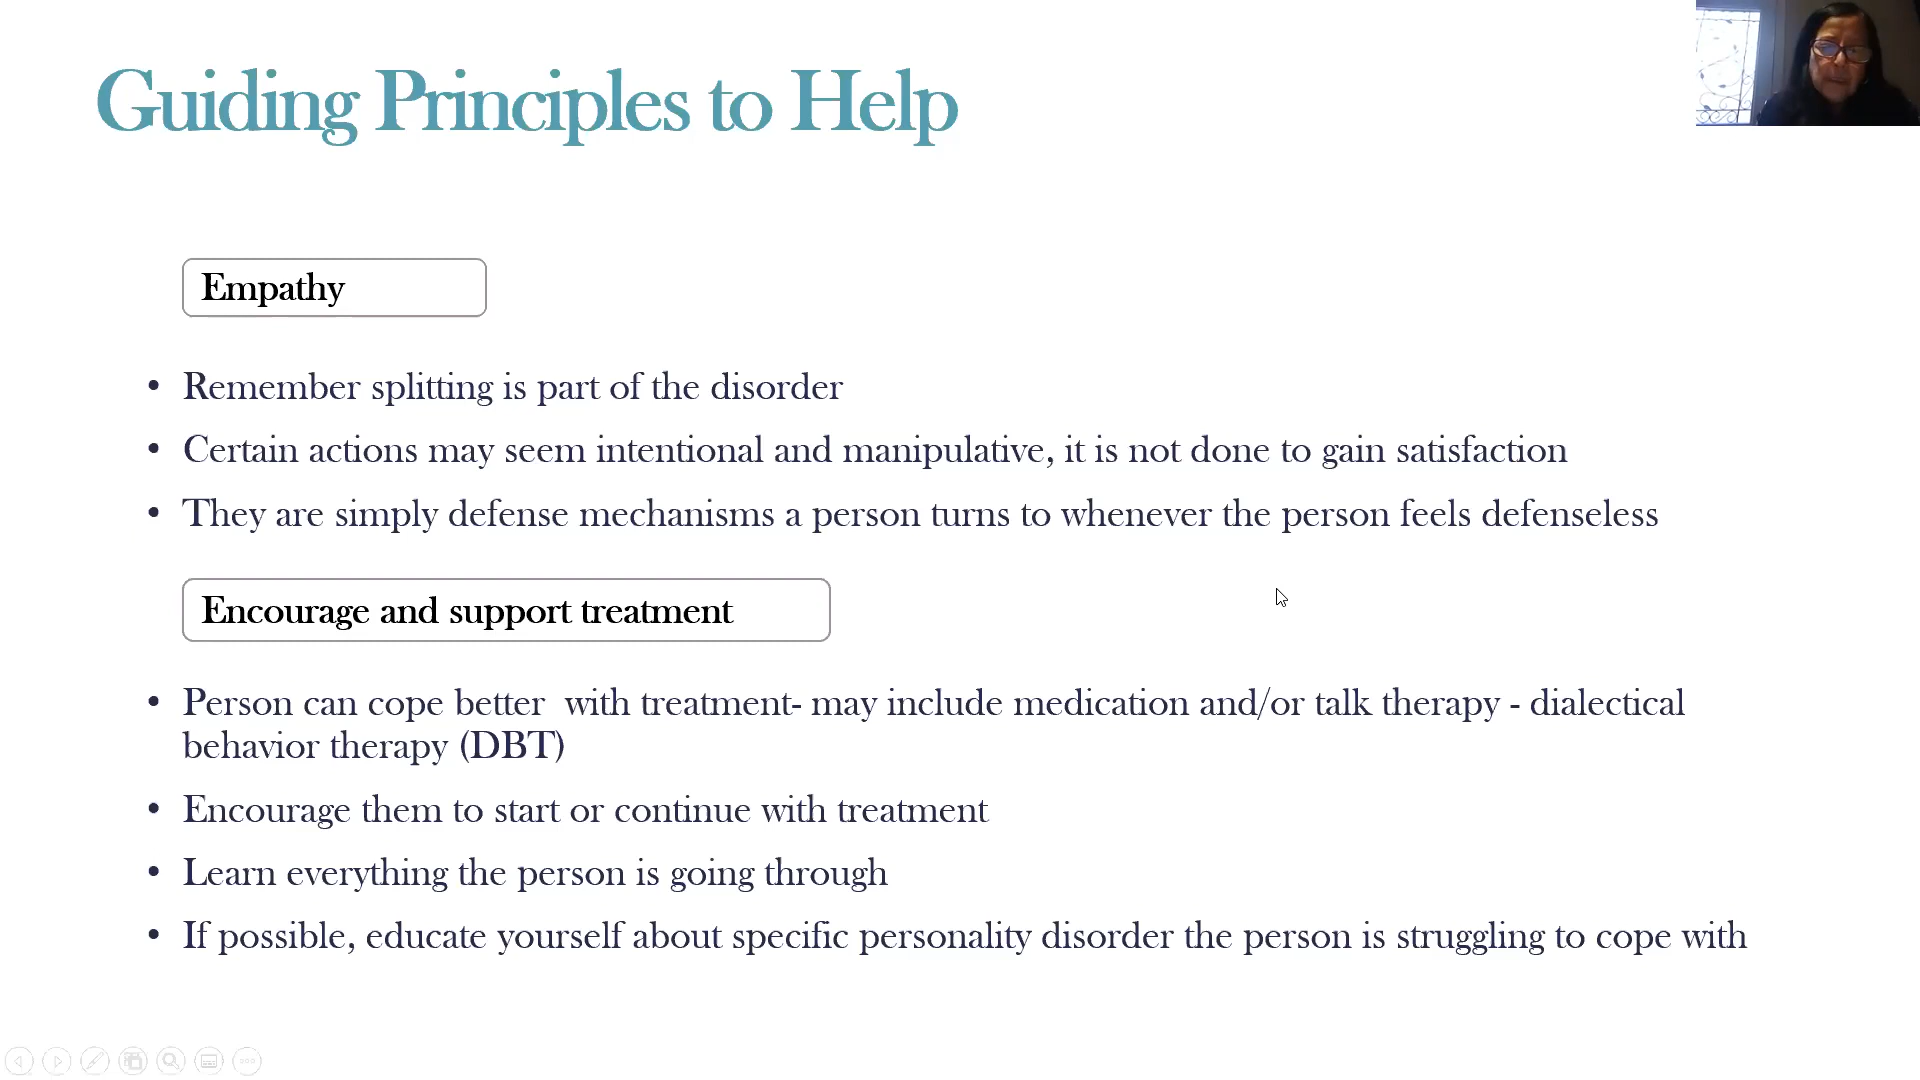 Guiding Principles to Help
Empathy
• Remember splitting is part of the disorder
• Certain actions may seem intentional and manipulative, it is not done to gain satisfaction
• They are simply defense mechanisms a person turns to whenever the person feels defenseless
Encourage and support treatment
• Person can cope better  with treatment- may include medication and/or talk therapy - dialectical
behavior therapy (DBT)
• Encourage them to start or continue with treatment
• Learn everything the person is going through
• If possible, educate yourself about specific personality disorder the person is struggling to cope with